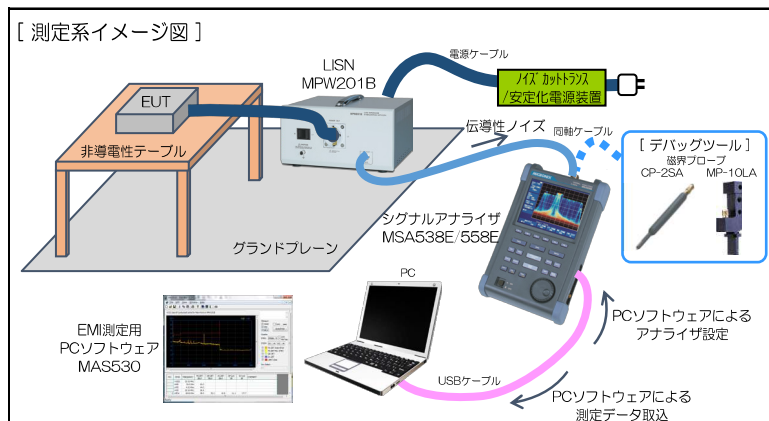 [ 測定系イメージ図 ]
電源ケーブル
LISN
MPW201B
ﾉｲｽﾞｶｯﾄﾄﾗﾝｽ
/安定化電源装置
EUT
伝導性ノイズ
同軸ケーブル
[ デバッグツール ]
磁界プローブ
CP-2SA
MP-10LA
非導電性テーブル
シグナルアナライザ
MSA538E/558E
グランドプレーン
PC
EMI測定用
PCソフトウェア
MAS530
PCソフトウェアによる
アナライザ設定
USBケーブル
PCソフトウェアによる
測定データ取込